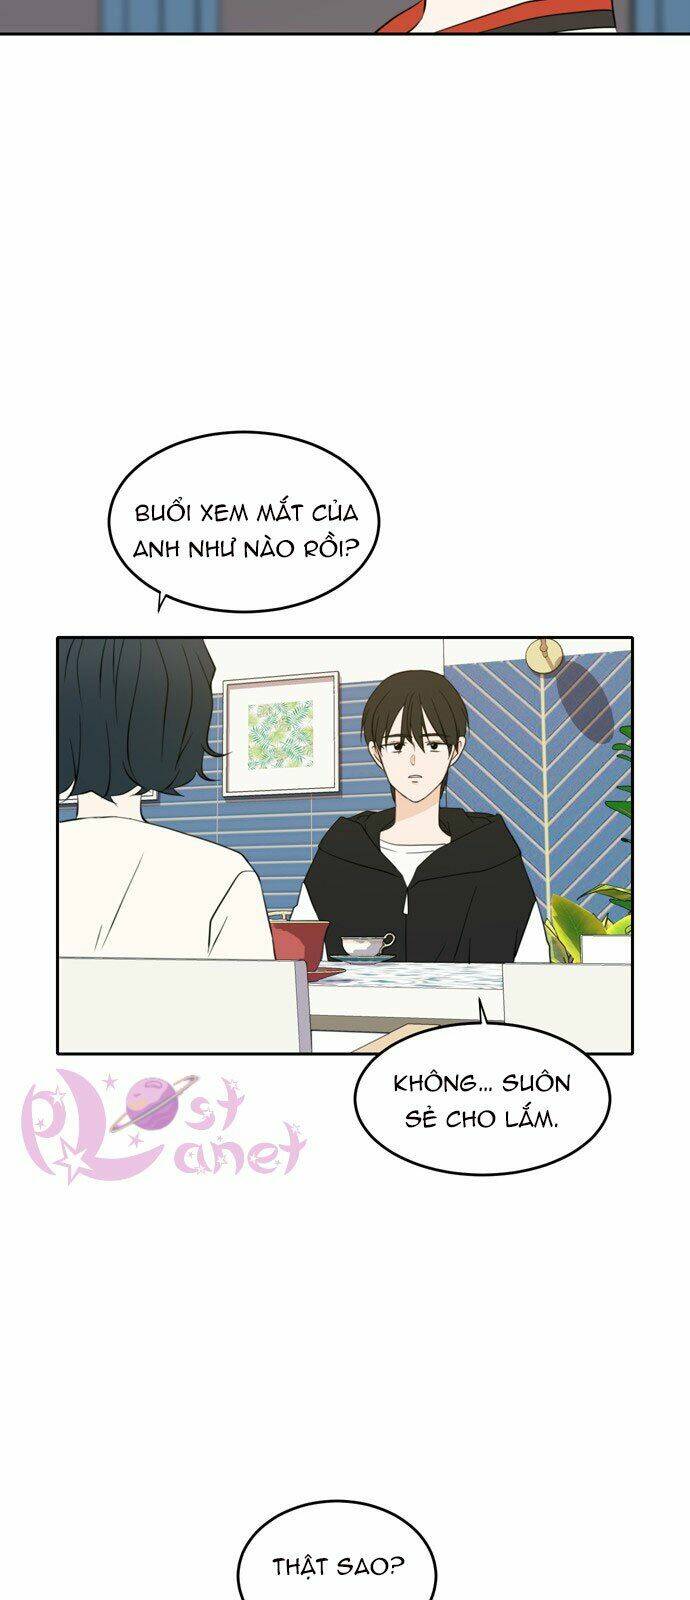 BUỔI XEM MẮT CỦA
ANH NHƯ NÀO RỒI?
KHÔNG... SUÔN
SẺ CHO LẮM.
Lost
Planet
THẬT SAO?